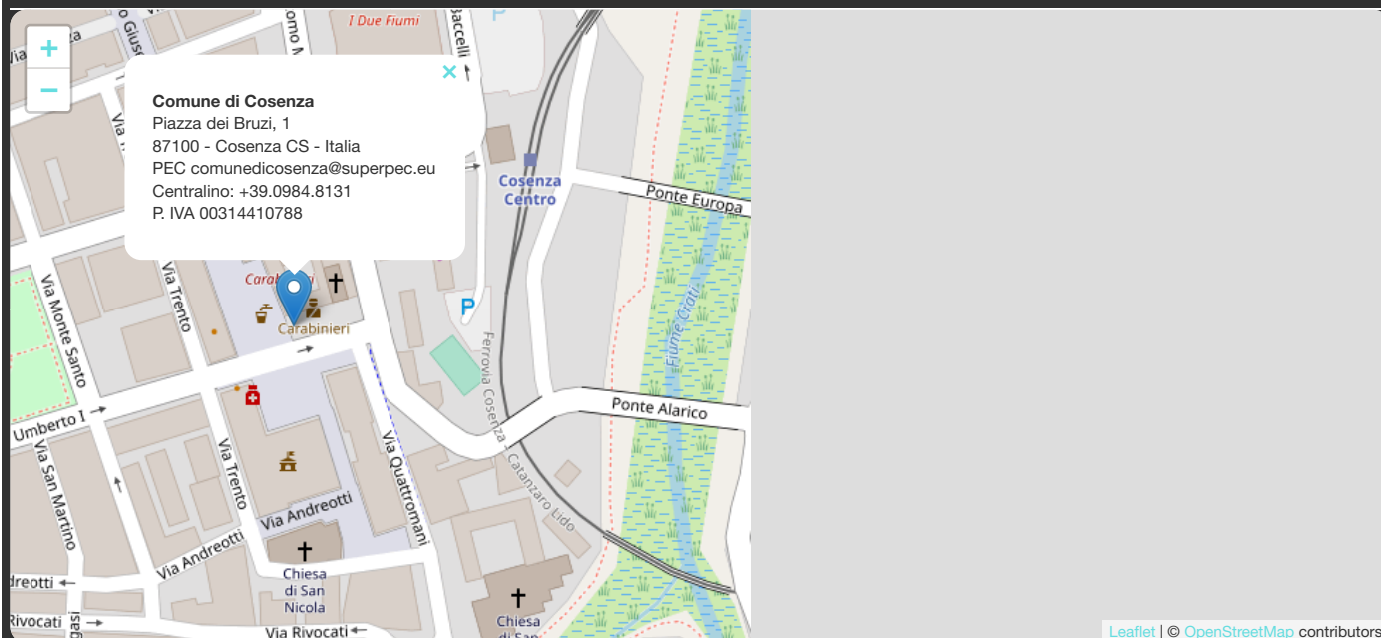 I Due Fiumi
Baccelli
+
−
×
Comune di Cosenza
Piazza dei Bruzi, 1
87100 - Cosenza CS - Italia
PEC comunedicosenza@superpec.eu
Centralino: +39.0984.8131
P. IVA 00314410788
P
Cosenza
Centro
Ponte Europa
Via Monte Santo
Via Trento
Carabinieri
P
Fiume Crati
Ferrovia Cosenza - Catanzaro Lido
Ponte Alarico
Umberto I
Via San Martino
Via Trento
Via Quattromani
Via Andreotti
Via Andreotti
Chiesa
di San
Nicola
dreotti
Rivocati
Via Rivocati
Chiesa
di San
Leaflet | © OpenStreetMap contributors